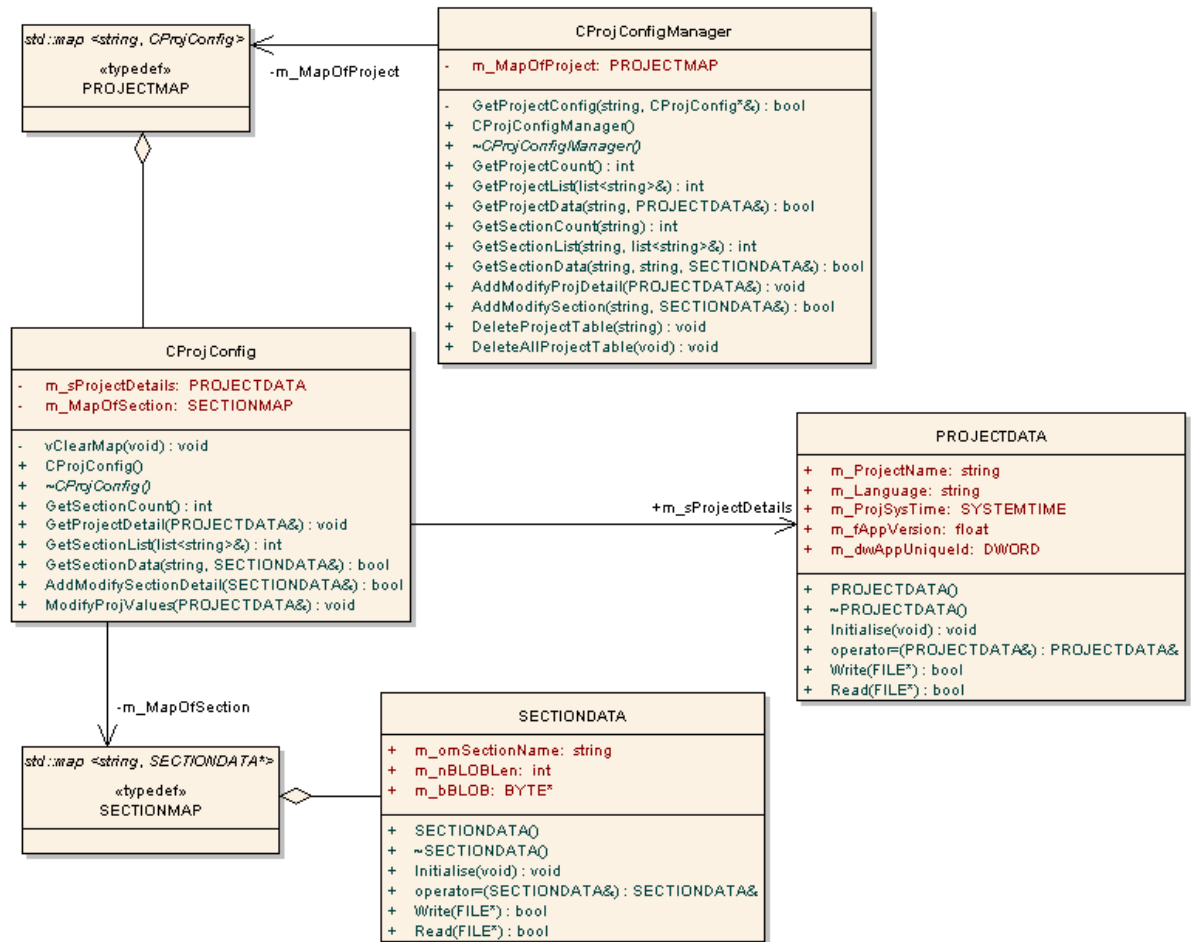 std::map <string, CProjConfig>
«typedef»
PROJECTMAP
-m_MapOfProject
CProjConfigManager
- m_MapOfProject: PROJECTMAP
- GetProjectConfig(string, CProjConfig*&) : bool
+ CProjConfigManager()
+ ~CProjConfigManager()
+ GetProjectCount() : int
+ GetProjectList(list<string>&) : int
+ GetProjectData(string, PROJECTDATA&) : bool
+ GetSectionCount(string) : int
+ GetSectionList(string, list<string>&) : int
+ GetSectionData(string, string, SECTIONDATA&) : bool
+ AddModifyProjDetail(PROJECTDATA&) : void
+ AddModifySection(string, SECTIONDATA&) : bool
+ DeleteProjectTable(string) : void
+ DeleteAllProjectTable(void) : void
CProjConfig
- m_sProjectDetails: PROJECTDATA
- m_MapOfSection: SECTIONMAP
- vClearMap(void) : void
+ CProjConfig()
+ ~CProjConfig()
+ GetSectionCount() : int
+ GetProjectDetail(PROJECTDATA&) : void
+ GetSectionList(list<string>&) : int
+ GetSectionData(string, SECTIONDATA&) : bool
+ AddModifySectionDetail(SECTIONDATA&) : bool
+ ModifyProjValues(PROJECTDATA&) : void
+m_sProjectDetails
PROJECTDATA
+ m_ProjectName: string
+ m_Language: string
+ m_ProjSysTime: SYSTEMTIME
+ m_fAppVersion: float
+ m_dwAppUniqueId: DWORD
+ PROJECTDATA()
+ ~PROJECTDATA()
+ Initialise(void) : void
+ operator=(PROJECTDATA&) : PROJECTDATA&
+ Write(FILE*) : bool
+ Read(FILE*) : bool
-m_MapOfSection
std::map <string, SECTIONDATA*>
«typedef»
SECTIONMAP
SECTIONDATA
+ m_omSectionName: string
+ m_nBLOBLen: int
+ m_bBLOB: BYTE*
+ SECTIONDATA()
+ ~SECTIONDATA()
+ Initialise(void) : void
+ operator=(SECTIONDATA&) : SECTIONDATA&
+ Write(FILE*) : bool
+ Read(FILE*) : bool